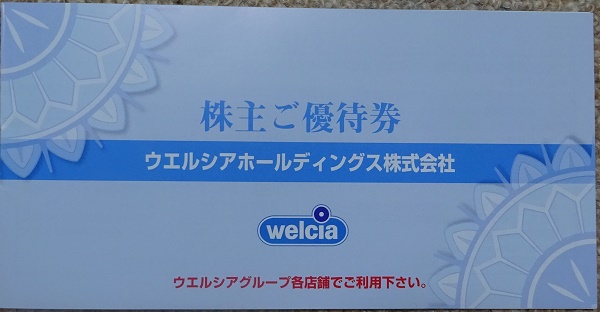 株主ご優待券
ウエルシアホールディングス株式会社
welcia
ウエルシアグループ各店舗でご利用下さい。